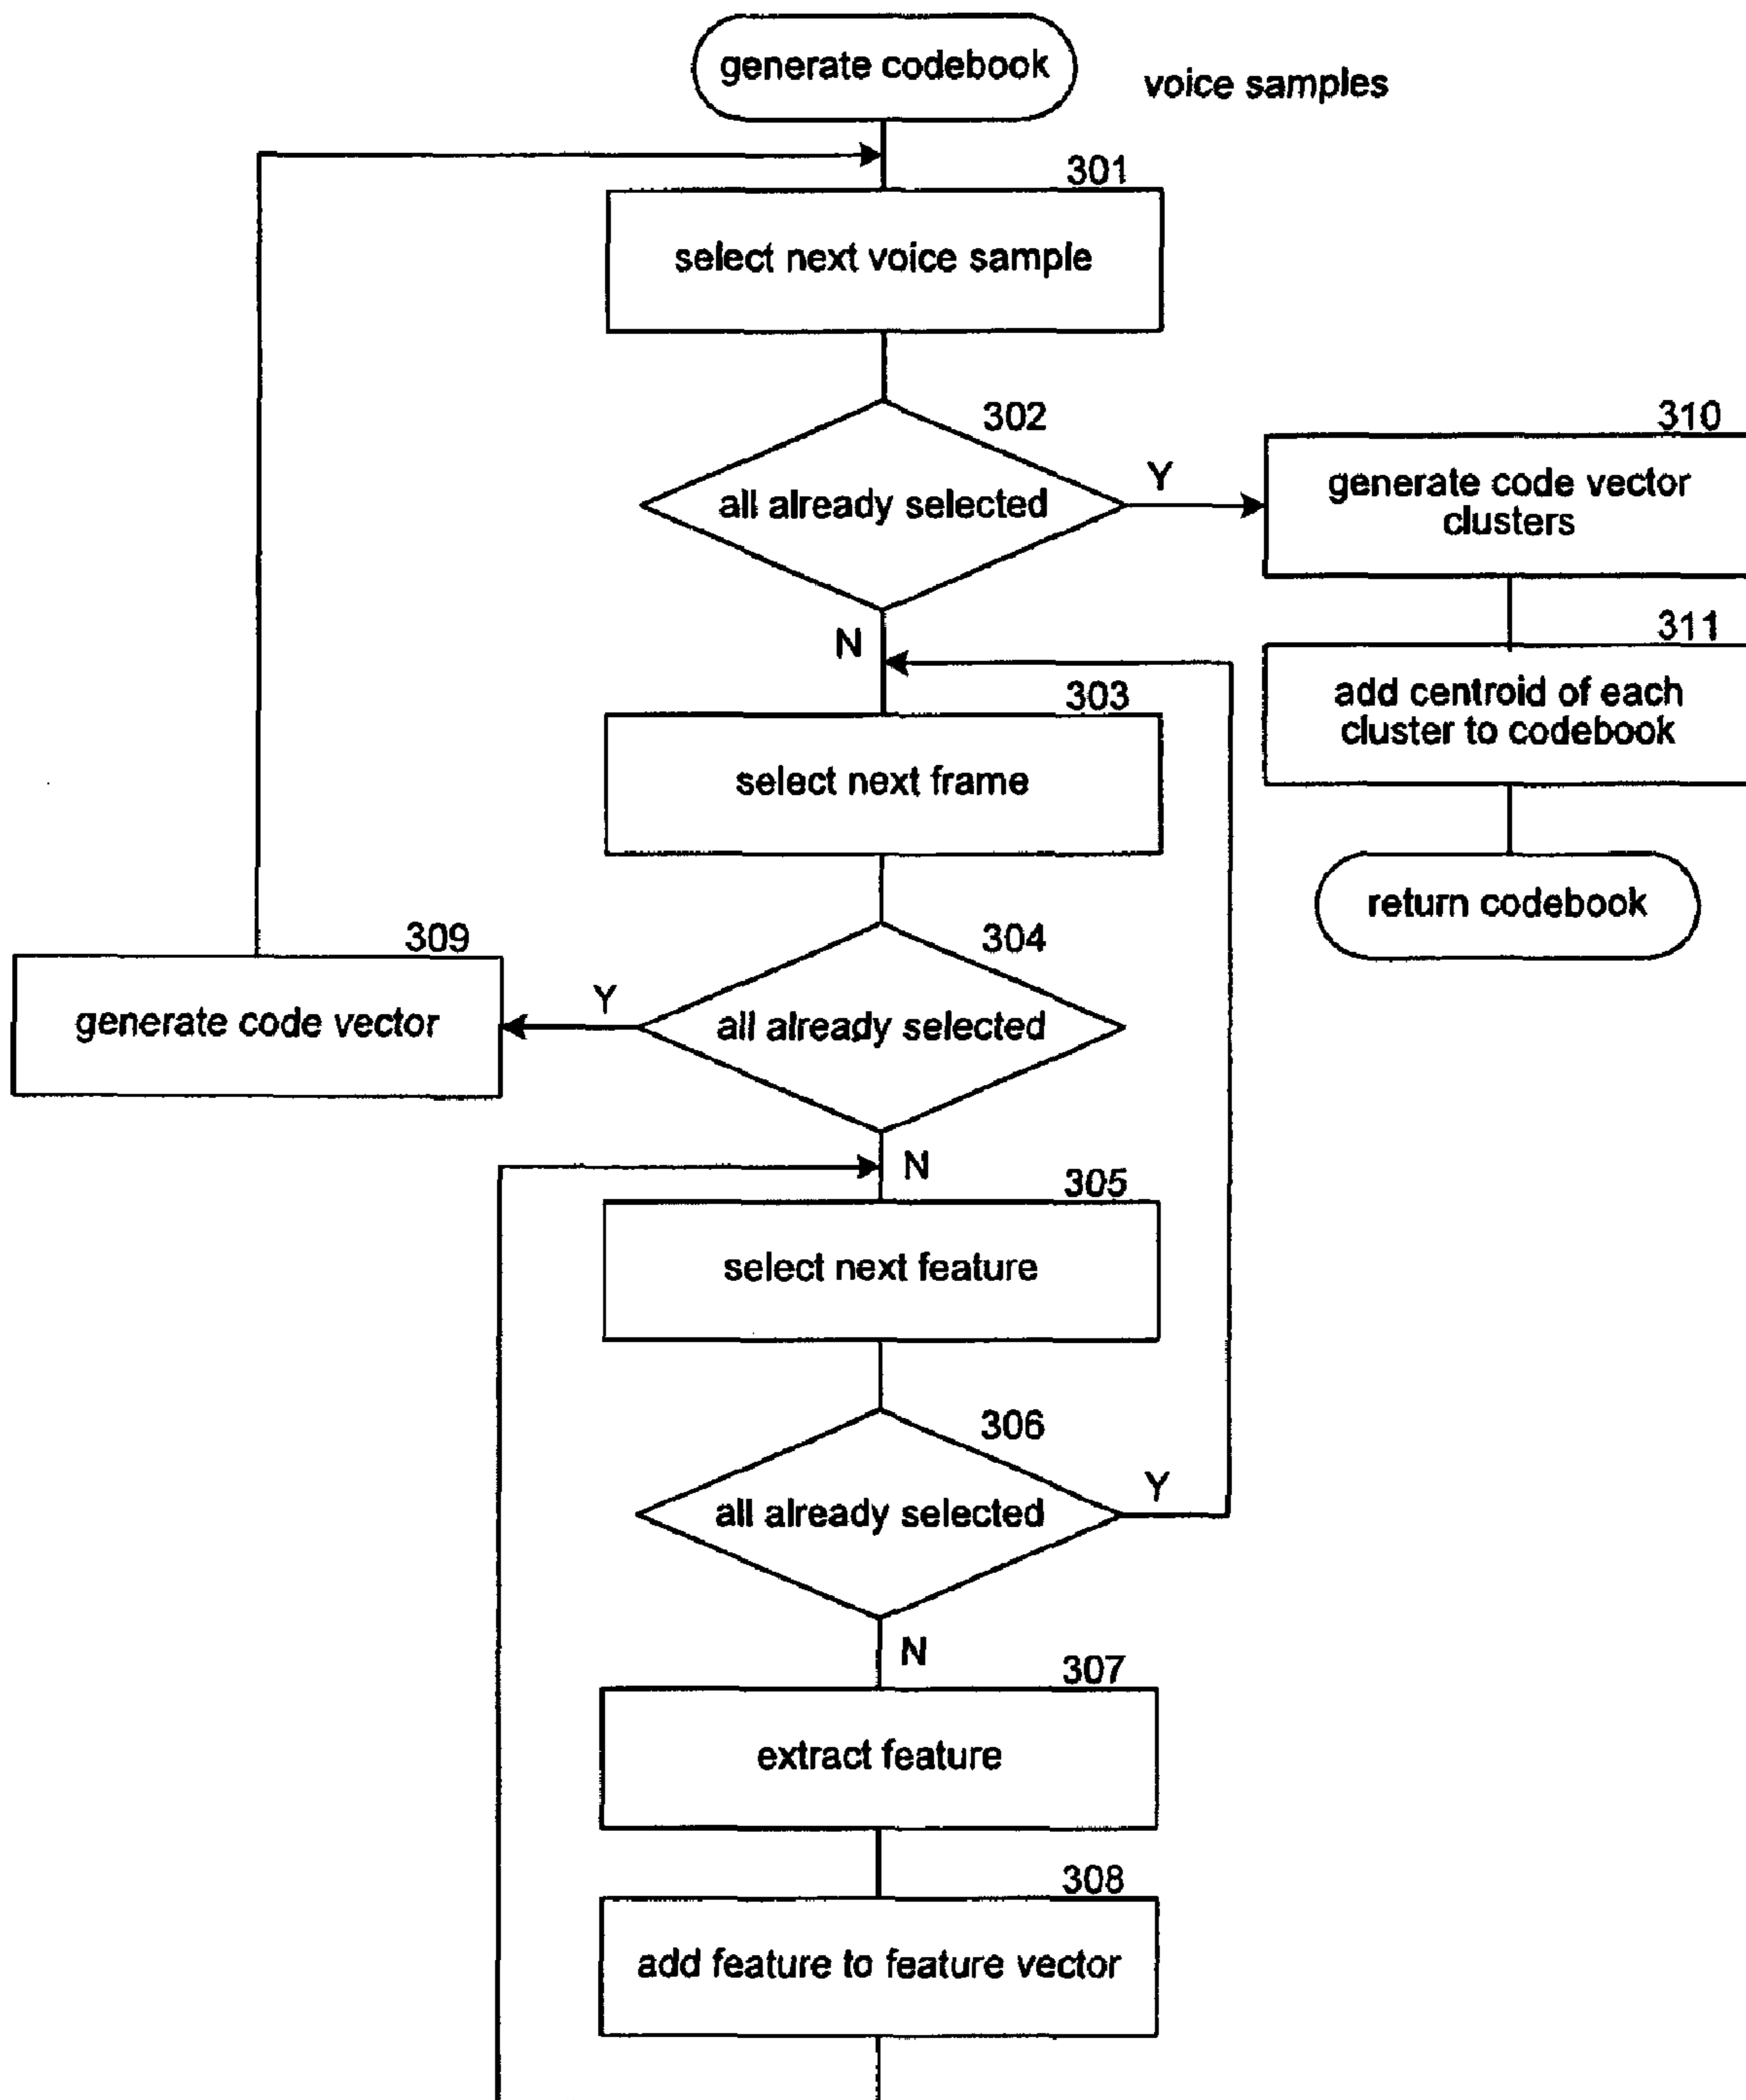 generate codebook
voice samples
301
select next voice sample
302
all already selected
Y
N
310
generate code vector
clusters
311
add centroid of each
cluster to codebook
return codebook
303
select next frame
304
all already selected
Y
N
309
generate code vector
305
select next feature
306
all already selected
Y
N
307
extract feature
308
add feature to feature vector